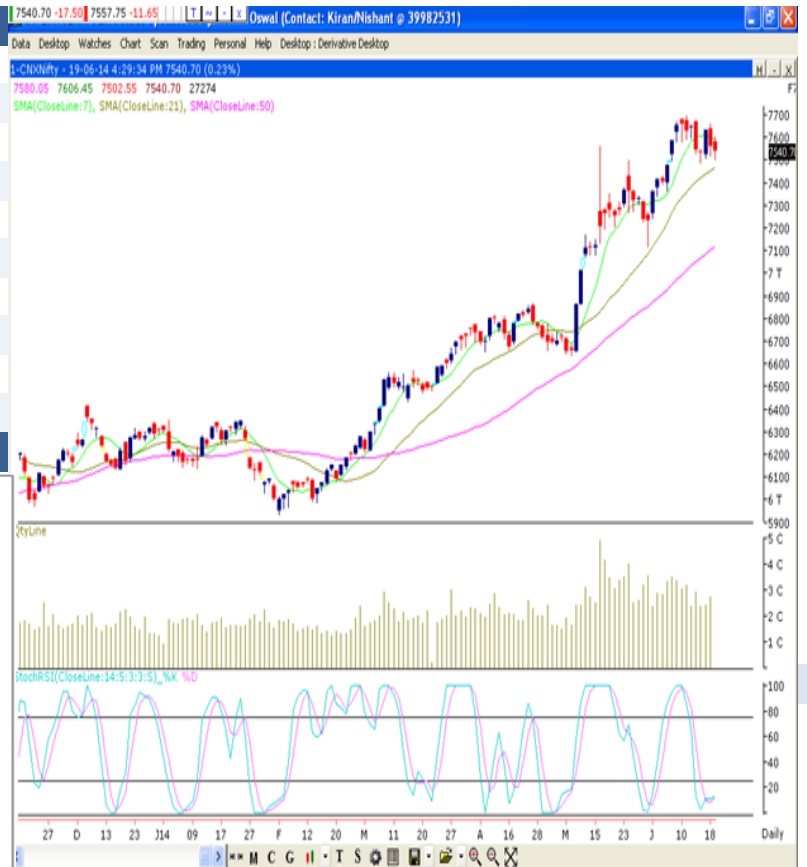 7540.70 -17.50 7557.75 -11.65 T ~ - x Oswal (Contact: Kiran/Nishant @ 39982531)
Data Desktop Watches Chart Scan Trading Personal Help Desktop : Derivative Desktop
1-CNXNifty - 19-06-14 4:29:34 PM 7540.70 (0.23%) H - X
7580.05 7606.45 7502.55 7540.70 27274
SMA(CloseLine:7), SMA(CloseLine:21), SMA(CloseLine:50)
7700
7600
7540.7
7400
7300
7200
7100
7 T
6900
6800
6700
6600
6500
6400
6300
6200
6100
6 T
5900
QtyLine
5 C
4 C
3 C
2 C
1 C
StochRSI(CloseLine:14:5:3:3:S)_%K %D
100
80
60
40
20
27 D 13 23 J14 09 17 27 F 12 20 M 11 20 27 A 16 28 M 15 23 J 10 18 Daily
M C G T S